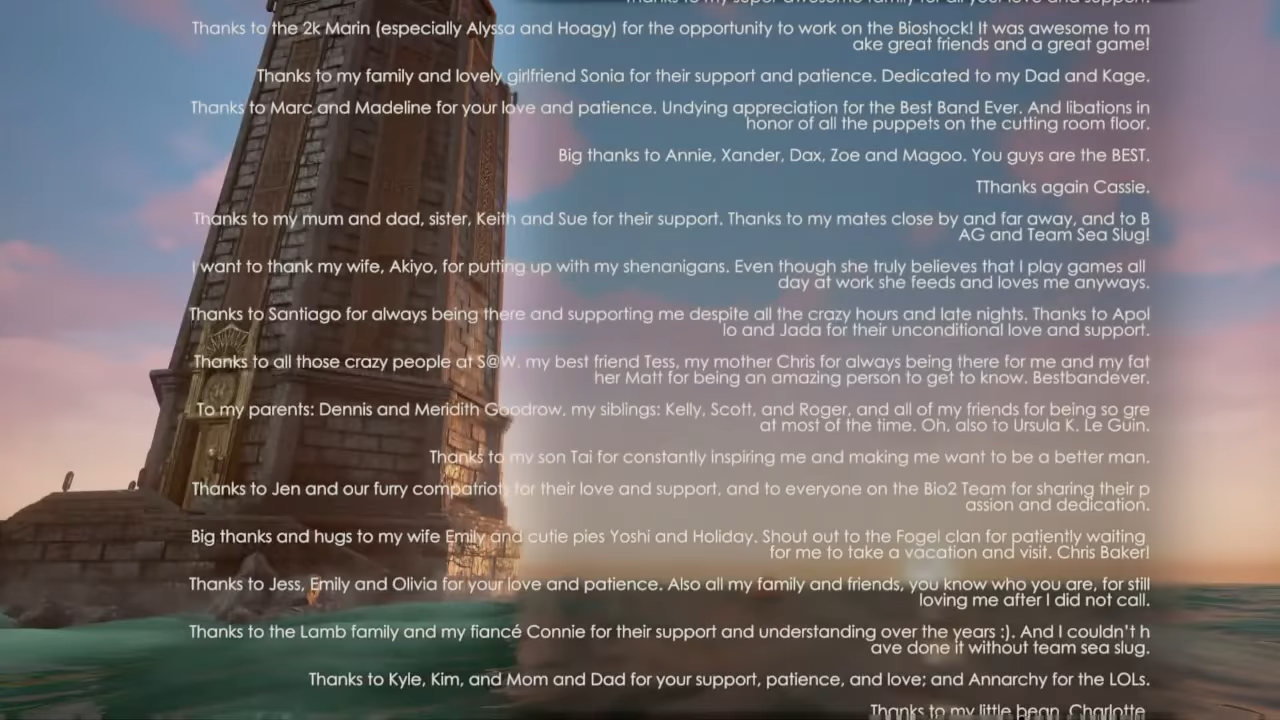 Thanks to my super awesome family for all your love and support.
Thanks to the 2k Marin (especially Alyssa and Hoagy) for the opportunity to work on the Bioshock! It was awesome to m
ake great friends and a great game!
Thanks to my family and lovely girlfriend Sonia for their support and patience. Dedicated to my Dad and Kage.
Thanks to Marc and Madeline for your love and patience. Undying appreciation for the Best Band Ever. And libations in
honor of all the puppets on the cutting room floor.
Big thanks to Annie, Xander, Dax, Zoe and Magoo. You guys are the BEST.
TThanks again Cassie.
Thanks to my mum and dad, sister, Keith and Sue for their support. Thanks to my mates close by and far away, and to B
AG and Team Sea Slug!
I want to thank my wife, Akiyo, for putting up with my shenanigans. Even though she truly believes that I play games all
day at work she feeds and loves me anyways.
Thanks to Santiago for always being there and supporting me despite all the crazy hours and late nights. Thanks to Apol
lo and Jada for their unconditional love and support.
Thanks to all those crazy people at S@W, my best friend Tess, my mother Chris for always being there for me and my fat
her Matt for being an amazing person to get to know. Bestbandever.
To my parents: Dennis and Meridith Goodrow, my siblings: Kelly, Scott, and Roger, and all of my friends for being so gre
at most of the time. Oh, also to Ursula K. Le Guin.
Thanks to my son Tai for constantly inspiring me and making me want to be a better man.
Thanks to Jen and our furry compatriots for their love and support, and to everyone on the Bio2 Team for sharing their p
assion and dedication.
Big thanks and hugs to my wife Emily and cutie pies Yoshi and Holiday. Shout out to the Fogel clan for patiently waiting
for me to take a vacation and visit. Chris Baker!
Thanks to Jess, Emily and Olivia for your love and patience. Also all my family and friends, you know who you are, for still
loving me after I did not call.
Thanks to the Lamb family and my fiancé Connie for their support and understanding over the years :). And I couldn't h
ave done it without team sea slug.
Thanks to Kyle, Kim, and Mom and Dad for your support, patience, and love; and Annarchy for the LOLs.
Thanks to my little bean, Charlotte